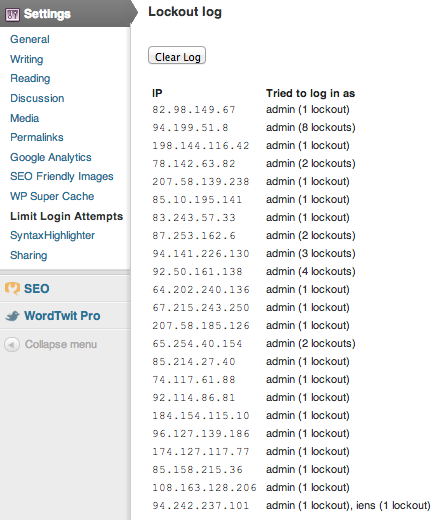 Settings
General
Writing
Reading
Discussion
Media
Permalinks
Google Analytics
SEO Friendly Images
WP Super Cache
Limit Login Attempts
SyntaxHighlighter
Sharing
SEO
WordTwit Pro
Collapse menu
Lockout log
Clear Log
IP Tried to log in as
82.98.149.67 admin (1 lockout)
94.199.51.8 admin (8 lockouts)
198.144.116.42 admin (1 lockout)
78.142.63.82 admin (2 lockouts)
207.58.139.238 admin (1 lockout)
85.10.195.141 admin (1 lockout)
83.243.57.33 admin (1 lockout)
87.253.162.6 admin (2 lockouts)
94.141.226.130 admin (3 lockouts)
92.50.161.138 admin (4 lockouts)
64.202.240.136 admin (1 lockout)
67.215.243.250 admin (1 lockout)
207.58.185.126 admin (1 lockout)
65.254.40.154 admin (2 lockouts)
85.214.27.40 admin (1 lockout)
74.117.61.88 admin (1 lockout)
92.114.86.81 admin (1 lockout)
184.154.115.10 admin (1 lockout)
96.127.139.186 admin (1 lockout)
174.127.117.77 admin (1 lockout)
85.158.215.36 admin (1 lockout)
108.163.128.206 admin (1 lockout)
94.242.237.101 admin (1 lockout), iens (1 lockout)